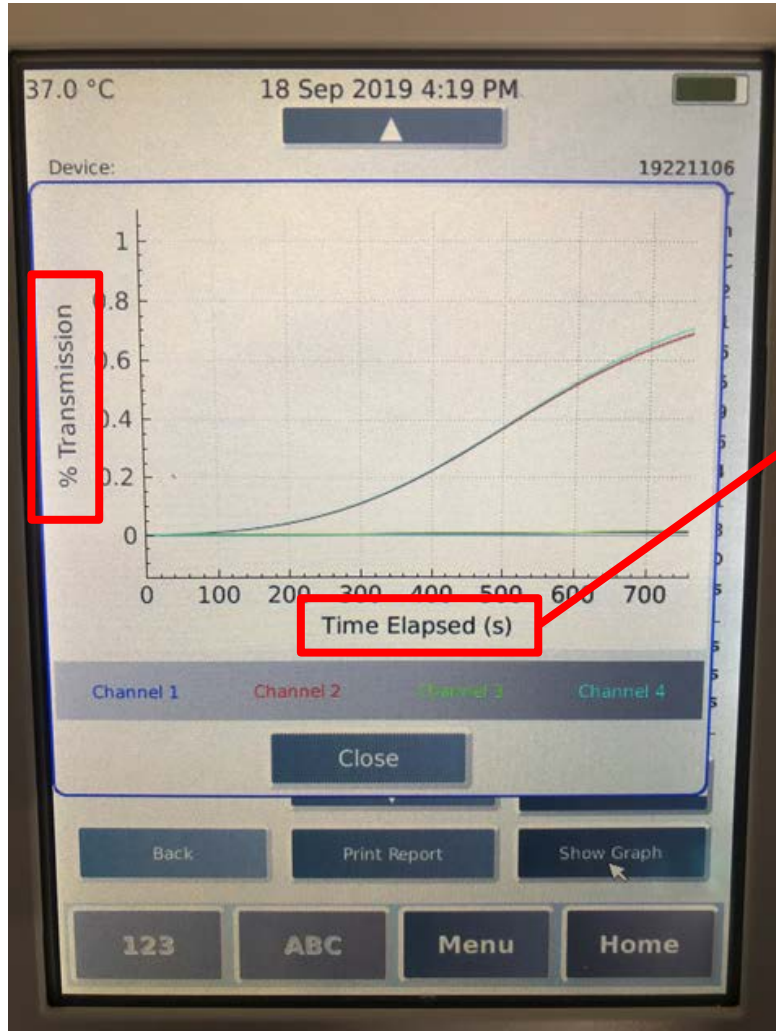 37.0 °C 18 Sep 2019 4:19 PM
Device: 19221106
1
0.8
0.6
0.4
0.2
0
% Transmission
0 100 200 300 400 500 600 700
Time Elapsed (s)
Channel 1 Channel 2 Channel 3 Channel 4
Close
Back Print Report Show Graph
123 ABC Menu Home